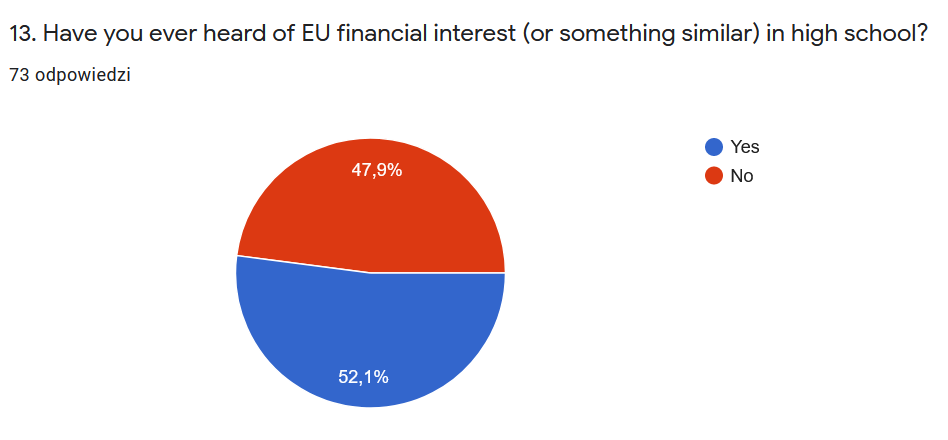 13. Have you ever heard of EU financial interest (or something similar) in high school?
73 odpowiedzi
47,9%
52,1%
Yes
No